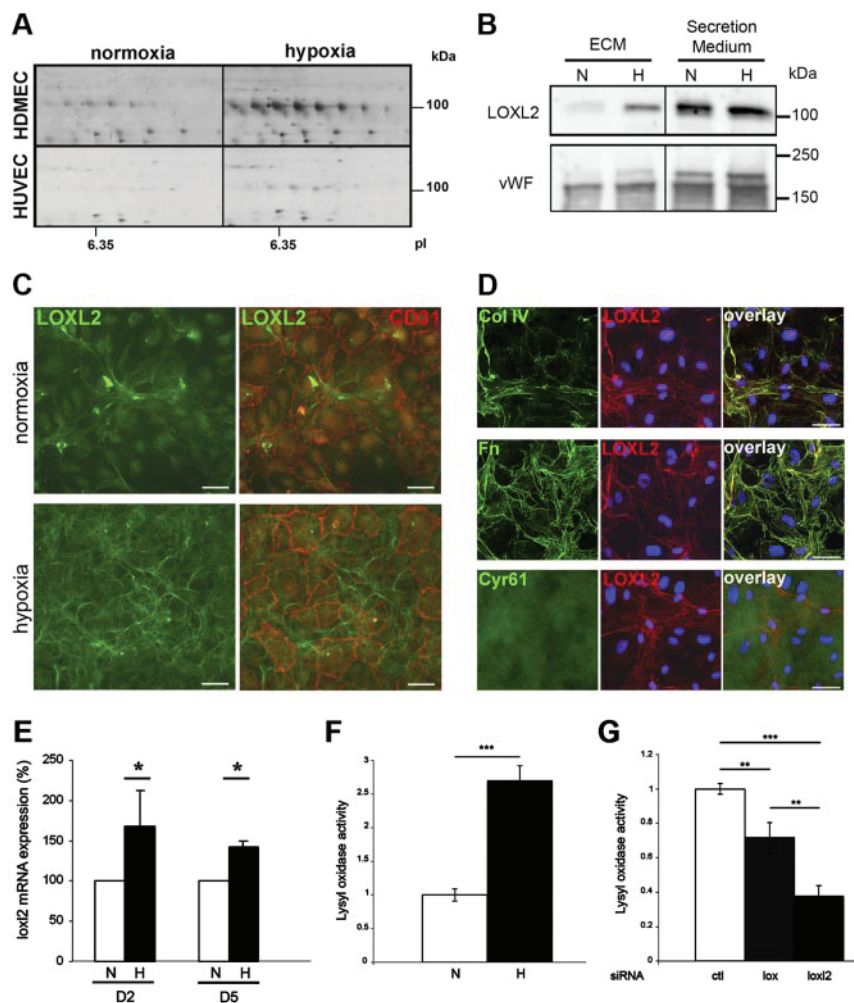 A
normoxia hypoxia kDa
HDMEC
100
HUVEC
100
6.35 6.35 pI
B
ECM Secretion Medium
N H N H kDa
LOXL2
100
vWF
250
150
C
LOXL2 LOXL2 CD31
normoxia
hypoxia
D
Col IV LOXL2 overlay
Fn LOXL2 overlay
Cyr61 LOXL2 overlay
E
loxl2 mRNA expression (%)
250
200
150
100
50
0
* *
N H N H
D2 D5
F
Lysyl oxidase activity
3
2.5
2
1.5
1
0.5
0
***
N H
G
Lysyl oxidase activity
1.2
1
0.8
0.6
0.4
0.2
0
***
** **
siRNA ctl lox loxl2